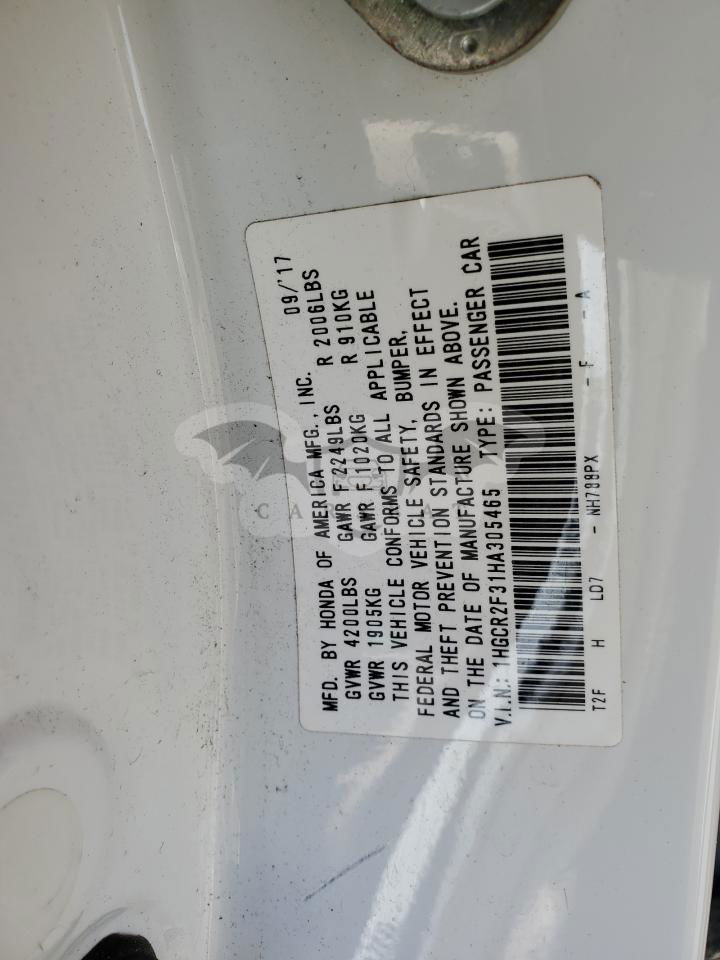 MFD. BY HONDA OF AMERICA MFG., INC. 09/'17
GVWR 4200LBS GAWR F 2249LBS R 2006LBS
GVWR 1905KG GAWR F 1020KG R 910KG
THIS VEHICLE CONFORMS TO ALL APPLICABLE
FEDERAL MOTOR VEHICLE SAFETY, BUMPER,
AND THEFT PREVENTION STANDARDS IN EFFECT
ON THE DATE OF MANUFACTURE SHOWN ABOVE.
V.I.N.: 1HGCR2F31HA305465 TYPE: PASSENGER CAR
T2F H LD7 - NH788PX - F - A